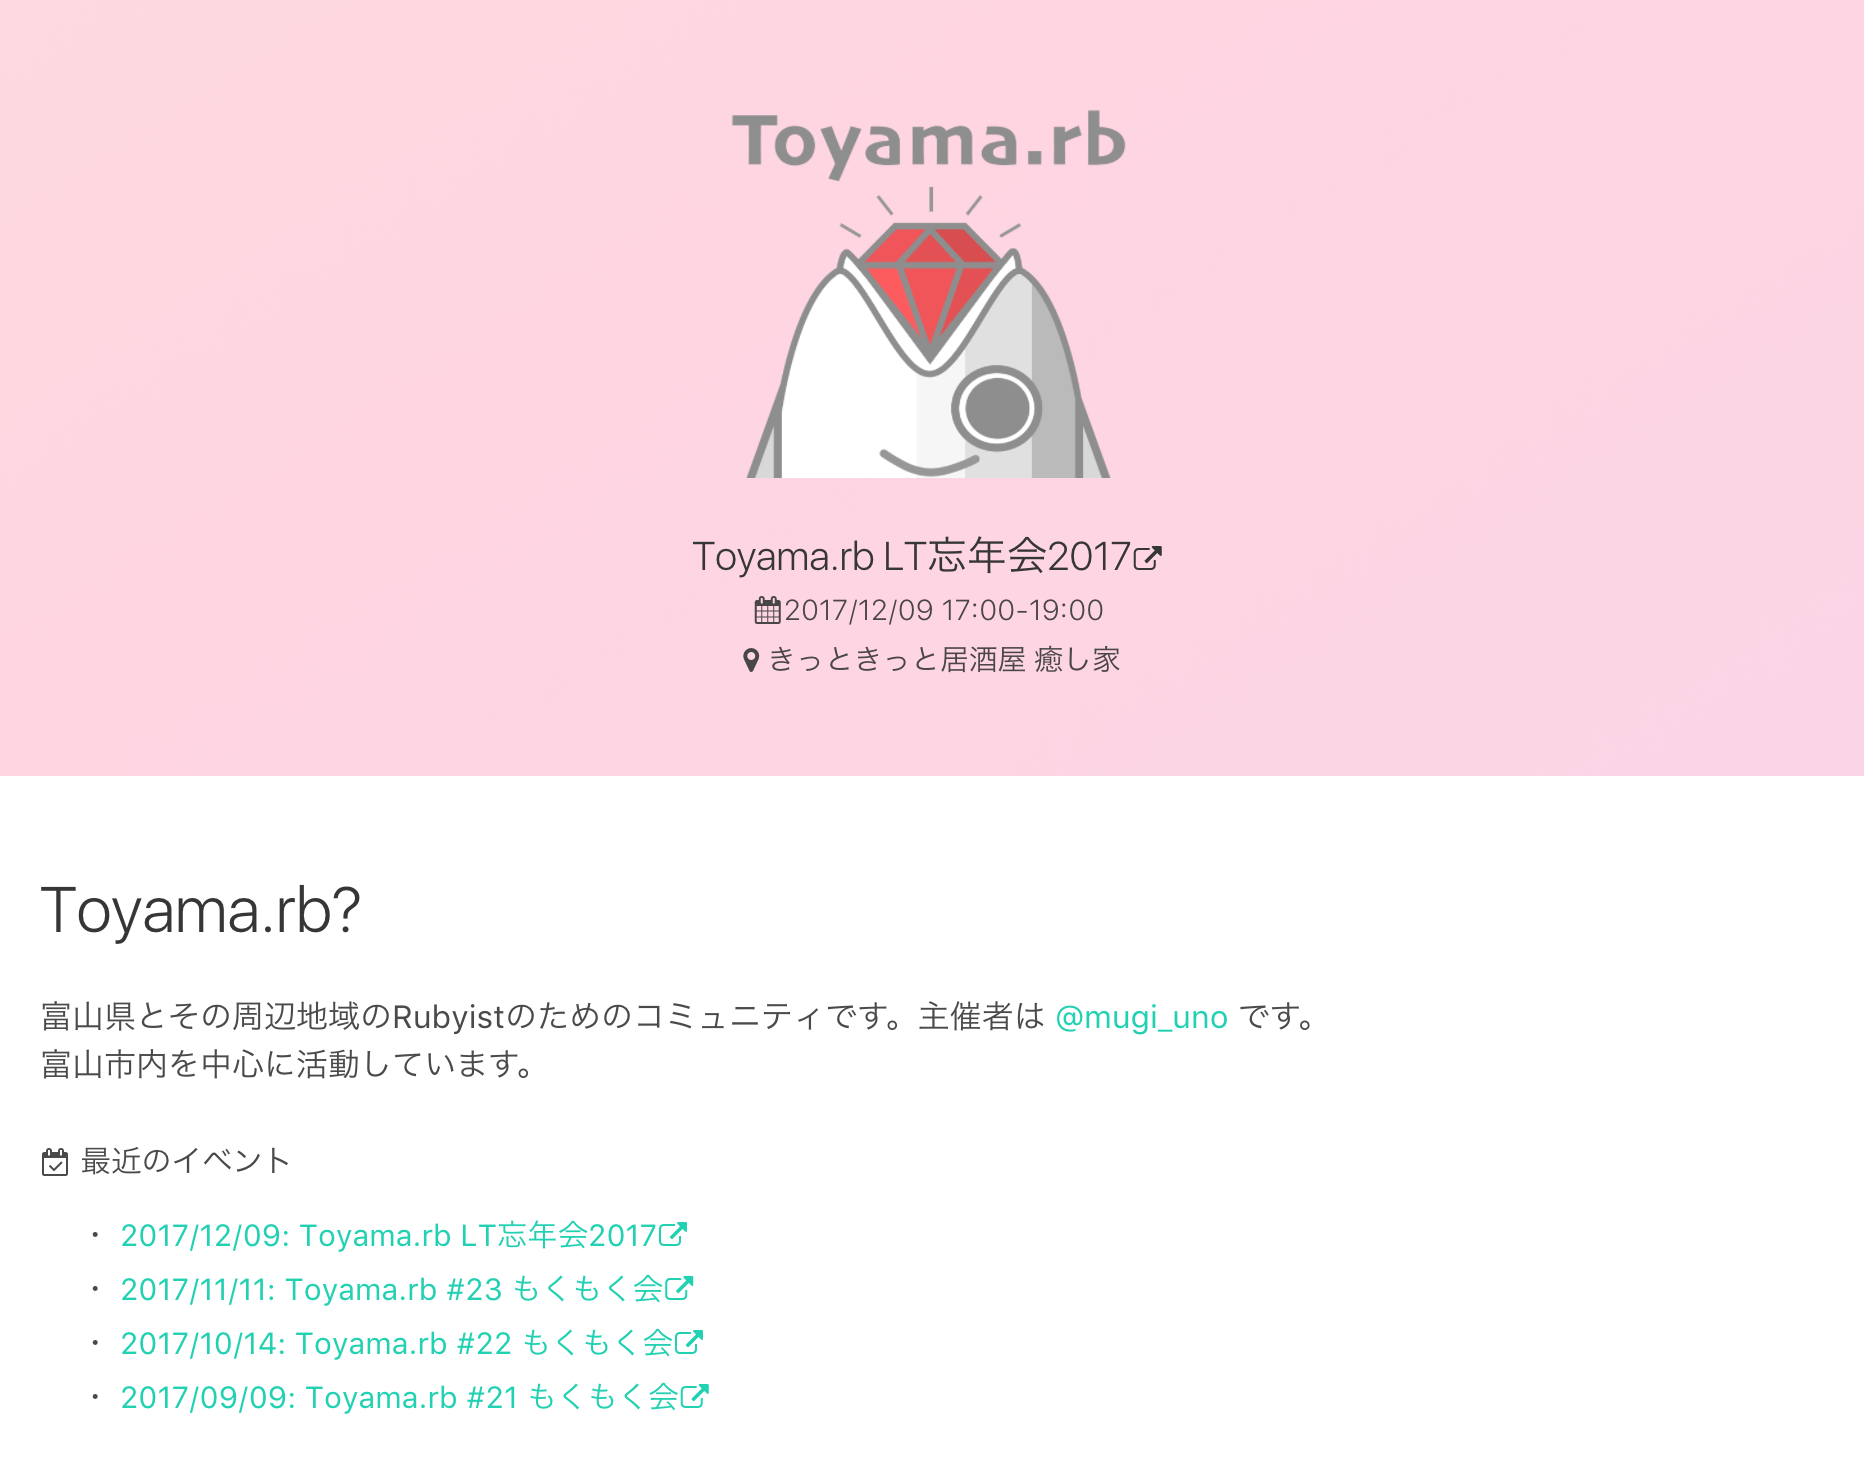 Toyama.rb
Toyama.rb LT忘年会2017
2017/12/09 17:00-19:00
きっときっと居酒屋 癒し家
Toyama.rb?
富山県とその周辺地域のRubyistのためのコミュニティです。主催者は @mugi_uno です。
富山市内を中心に活動しています。
最近のイベント
・ 2017/12/09: Toyama.rb LT忘年会2017
・ 2017/11/11: Toyama.rb #23 もくもく会
・ 2017/10/14: Toyama.rb #22 もくもく会
・ 2017/09/09: Toyama.rb #21 もくもく会